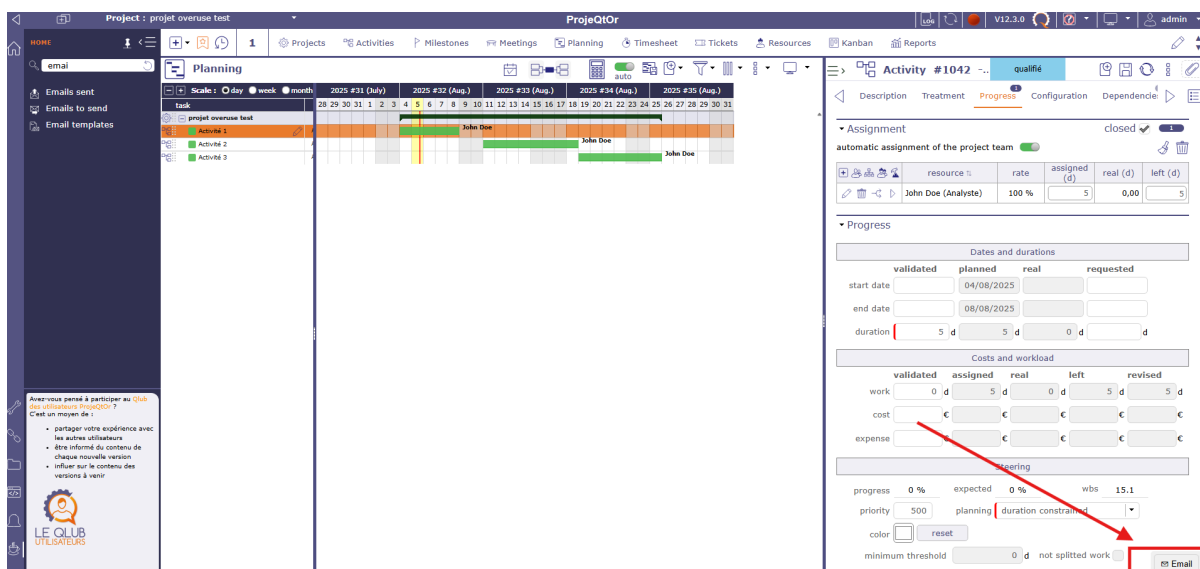 Project : projet overuse test
ProjeQtOr
LOG
V12.3.0
admin
HOME
1
Projects
Activities
Milestones
Meetings
Planning
Timesheet
Tickets
Resources
Kanban
Reports
emai
Emails sent
Emails to send
Email templates
Planning
auto
Scale : day week month
2025 #31 (July) 2025 #32 (Aug.) 2025 #33 (Aug.) 2025 #34 (Aug.) 2025 #35 (Aug.)
task
28 29 30 31 1 2 3 4 5 6 7 8 9 10 11 12 13 14 15 16 17 18 19 20 21 22 23 24 25 26 27 28 29 30 31
projet overuse test
Activité 1
John Doe
Activité 2
John Doe
Activité 3
John Doe
Avez-vous pensé à participer au Qlub
des utilisateurs ProjeQtOr ?
C'est un moyen de :
• partager votre expérience avec
les autres utilisateurs
• être informé du contenu de
chaque nouvelle version
• influer sur le contenu des
versions à venir
LE QLUB
UTILISATEURS
Activity #1042 -..
qualifié
Description Treatment Progress 1 Configuration Dependencies
Assignment
closed 1
automatic assignment of the project team
resource rate assigned (d) real (d) left (d)
John Doe (Analyste) 100 % 5 0,00 5
Progress
Dates and durations
validated planned real requested
start date 04/08/2025
end date 08/08/2025
duration 5 d 5 d 0 d d
Costs and workload
validated assigned real left revised
work 0 d 5 d 0 d 5 d 5 d
cost € € € € €
expense € € € € €
Steering
progress 0 % expected 0 % wbs 15.1
priority 500 planning duration constrained
color reset
minimum threshold 0 d not splitted work
Email